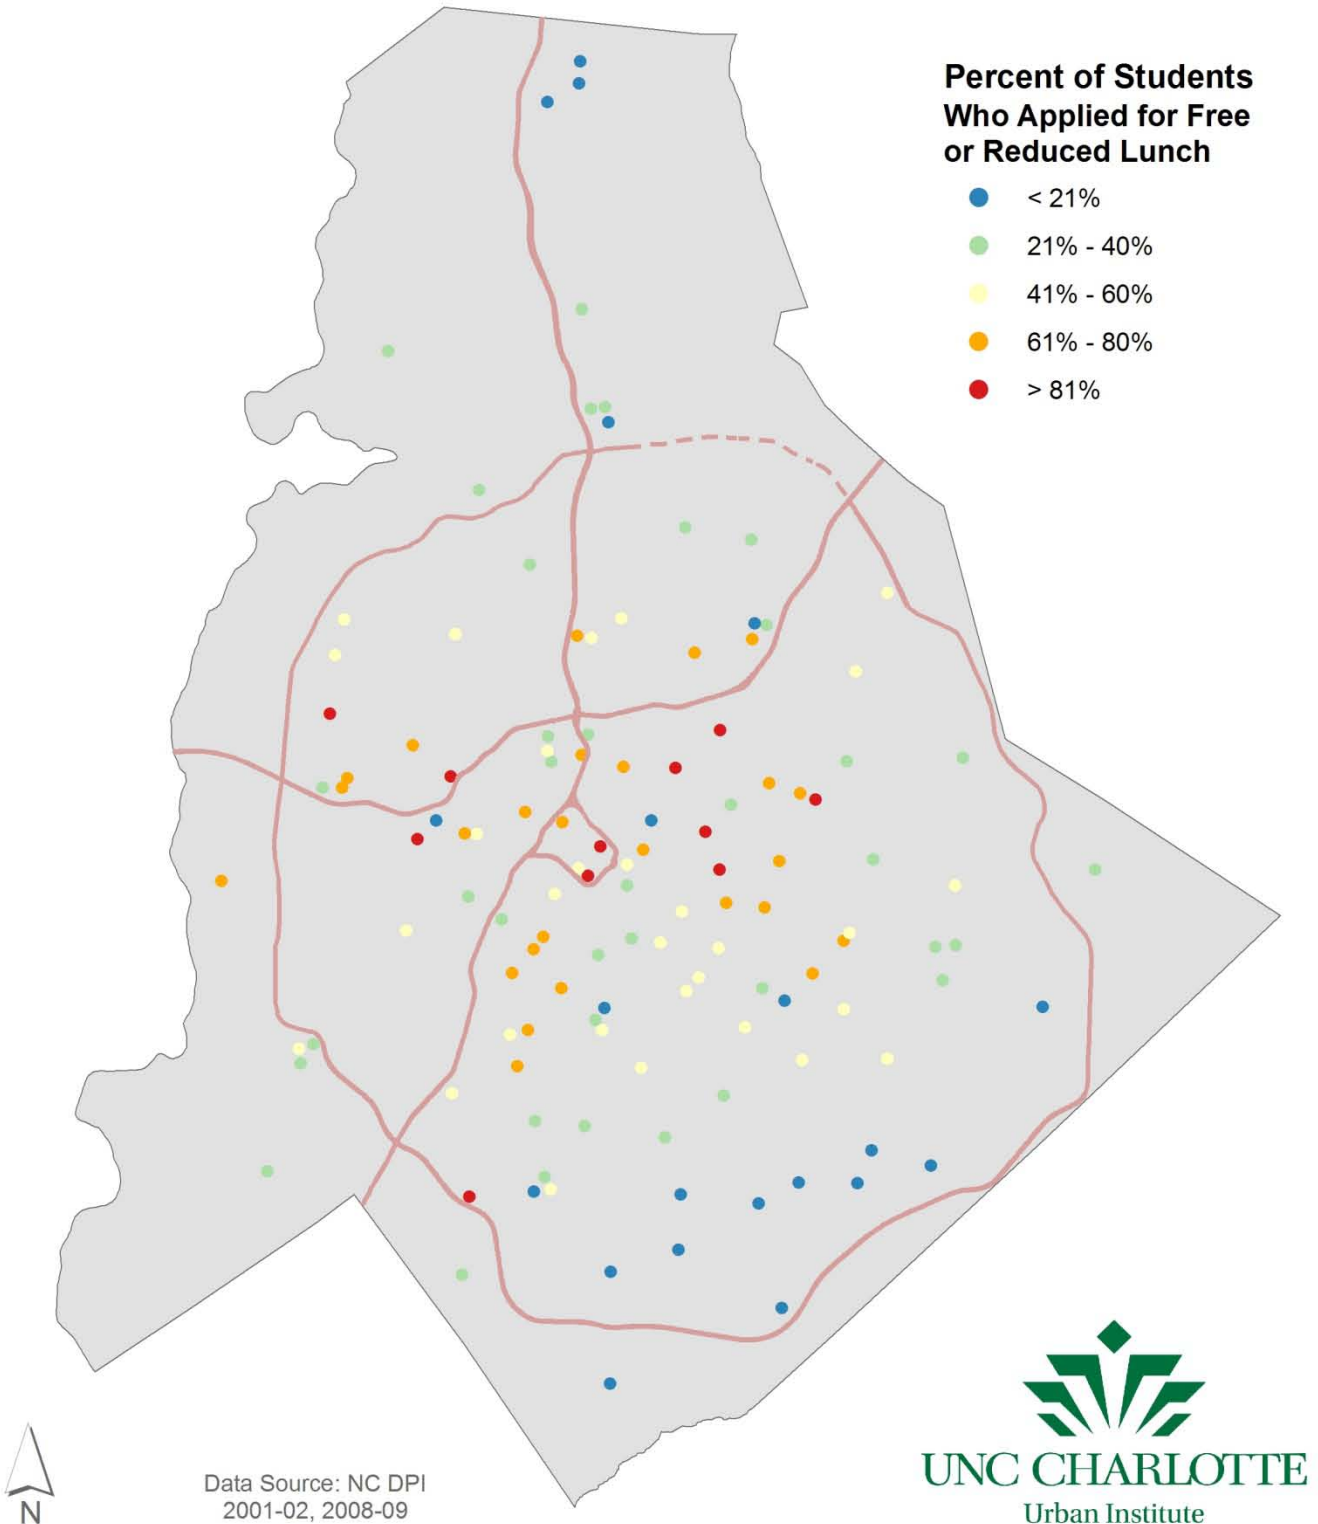 Percent of Students
Who Applied for Free
or Reduced Lunch
< 21%
21% - 40%
41% - 60%
61% - 80%
> 81%
N
Data Source: NC DPI
2001-02, 2008-09
UNC CHARLOTTE
Urban Institute